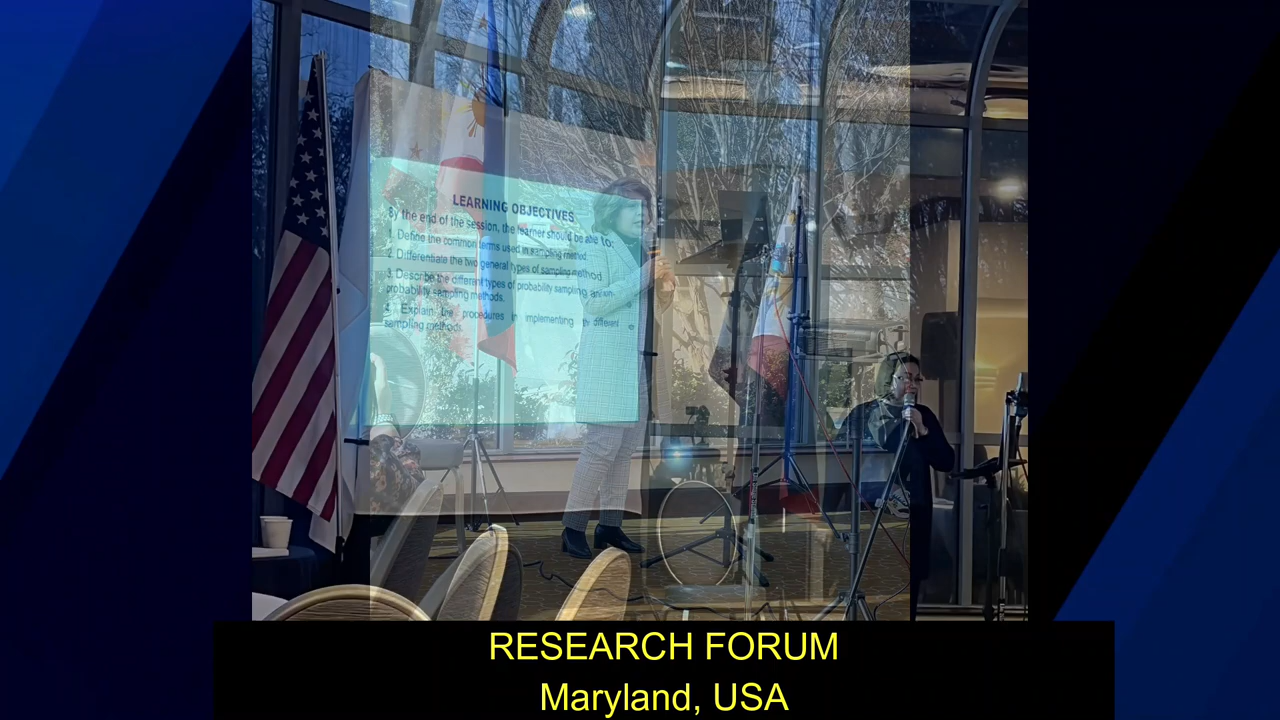 LEARNING OBJECTIVES
By the end of the session, the learner should be able to:
1. Define the common terms used in sampling method.
2. Differentiate the two general types of sampling method.
3. Describe the different types of probability sampling and non-
probability sampling methods.
4. Explain the procedures in implementing the different
sampling methods.
RESEARCH FORUM
Maryland, USA